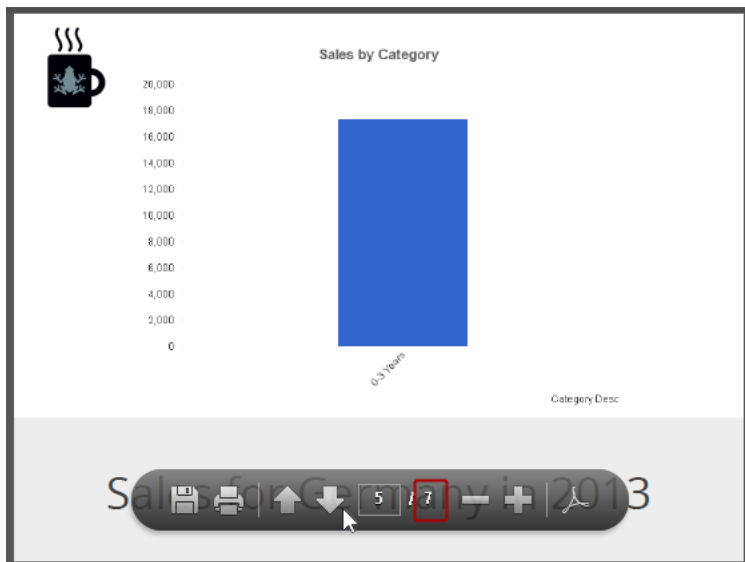 Sales by Category
20,000
18,000
16,000
14,000
12,000
10,000
8,000
6,000
4,000
2,000
0
0-3 Years
Category Desc
Sales for Germany in 2013
5 / 7